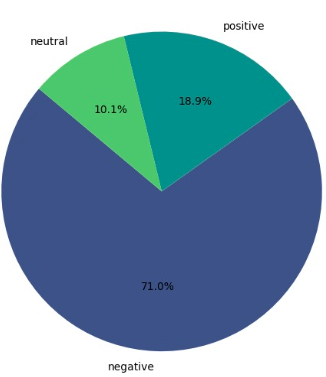 positive
neutral
18.9%
10.1%
71.0%
negative